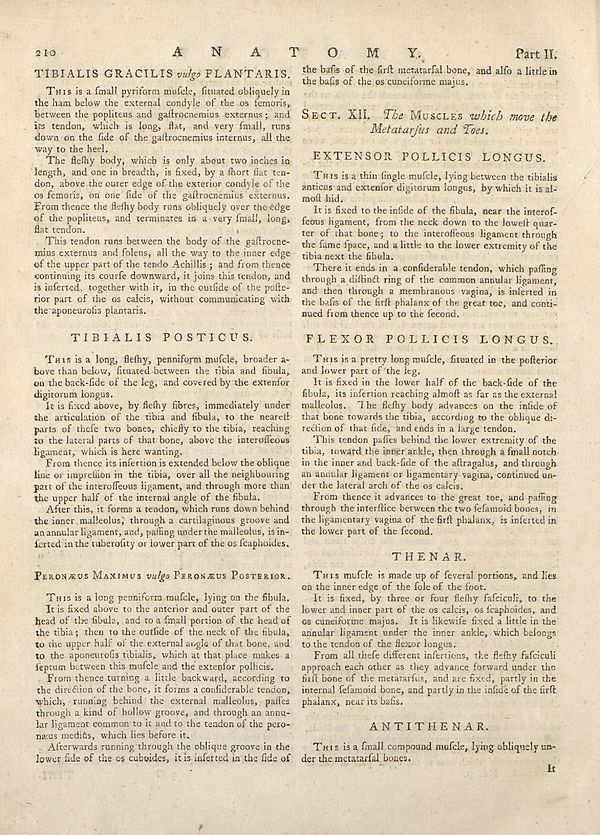 210
A N A T O M Y.
Part II.
TIBIALIS GRACILIS vulgo PLANTARIS.
THIS is a ſmall pyriform muſcle, ſituated obliquely in
the ham below the external condyle of the os femoris,
between the popliteus and gaſtrocnemius externus; and
its tendon, which is long, flat, and very ſmall, runs
down on the ſide of the gaſtrocnemius internus, all the
way to the heel.
The fleſhy body, which is only about two inches in
length, and one in breadth, is fixed, by a ſhort flat ten-
don, above the outer edge of the exterior condyle of the
os femoris, on one ſide of the gaſtrocnemius externus.
From thence the fleſhy body runs obliquely over the edge
of the popliteus, and terminates in a very ſmall, long,
flat tendon.
This tendon runs between the body of the gaſtrocne-
mius externus and ſoleus, all the way to the inner edge
of the upper part of the tendo Achillis; and from thence
continuing its courſe downward, it joins this tendon, and
is inſerted, together with it, in the outſide of the poſte-
rior part of the os calcis, without communicating with
the aponeuroſis plantaris.
TIBIALIS POSTICUS.
THIS is a long, fleſhy, penniform muſcle, broader a-
bove than below, ſituated between the tibia and fibula,
on the back-ſide of the leg, and covered by the extenſor
digitorum longus.
It is fixed above, by fleſhy fibres, immediately under
the articulation of the tibia and fibula, to the neareſt
parts of theſe two bones, chiefly to the tibia, reaching
to the lateral parts of that bone, above the interoſſeous
ligament, which is here wanting.
From thence its inſertion is extended below the oblique
line or impreſſion in the tibia, over all the neighbouring
part of the interoſſeous ligament, and through more than
the upper half of the internal angle of the fibula.
After this, it forms a tendon, which runs down behind
the inner malleolus, through a cartilaginous groove and
an annular ligament, and, paſſing under the malleolus, is in-
ſerted in the tuberoſity or lower part of the os ſcaphoides.
PERONÆUS MAXIMUS vulgo PERONÆUS POSTERIOR.
THIS is a long penniform muſcle, lying on the fibula.
It is fixed above to the anterior and outer part of the
head of the fibula, and to a ſmall portion of the head of
the tibia; then to the outſide of the neck of the fibula,
to the upper half of the external angle of that bone, and
to the aponeuroſis tibialis, which at that place makes a
ſeptum between this muſcle and the extenſor pollicis.
From thence turning a little backward, according to
the direction of the bone, it forms a conſiderable tendon,
which, running behind the external malleolus, paſſes
through a kind of hollow groove, and through an annu-
lar ligament common to it and to the tendon of the pero-
næus medius, which lies before it.
Afterwards running through the oblique groove in the
lower ſide of the os cuboides, it is inſerted in the ſide of
the baſis of the firſt metatarſal bone, and alſo a little in
the baſis of the os cuneiforme majus.
SECT. XII. The MUSCLES which move the
Metatarſus and Toes.
EXTENSOR POLLICIS LONGUS.
THIS is a thin ſingle muſcle, lying between the tibialis
anticus and extenſor digitorum longus, by which it is al-
moſt hid.
It is fixed to the inſide of the fibula, near the interoſ-
ſeous ligament, from the neck down to the loweſt quar-
ter of that bone; to the interoſſeous ligament through
the ſame ſpace, and a little to the lower extremity of the
tibia next the fibula.
There it ends in a conſiderable tendon, which paſſing
through a diſtinct ring of the common annular ligament,
and then through a membranous vagina, is inſerted in
the baſis of the firſt phalanx of the great toe, and conti-
nued from thence up to the ſecond.
FLEXOR POLLICIS LONGUS.
THIS is a pretty long muſcle, ſituated in the poſterior
and lower part of the leg.
It is fixed in the lower half of the back-ſide of the
fibula, its inſertion reaching almoſt as far as the external
malleolus. The fleſhy body advances on the inſide of
that bone towards the tibia, according to the oblique di-
rection of that ſide, and ends in a large tendon.
This tendon paſſes behind the lower extremity of the
tibia, toward the inner ankle, then through a ſmall notch
in the inner and back-ſide of the aſtragalus, and through
an annular ligament or ligamentary vagina, continued un-
der the lateral arch of the os calcis.
From thence it advances to the great toe, and paſſing
through the interſtice between the two ſeſamoid bones, in
the ligamentary vagina of the firſt phalanx, is inſerted in
the lower part of the ſecond.
THENAR.
THIS muſcle is made up of ſeveral portions, and lies
on the inner edge of the ſole of the foot.
It is fixed, by three or four fleſhy faſciculi, to the
lower and inner part of the os calcis, os ſcaphoides, and
os cuneiforme majus. It is likewiſe fixed a little in the
annular ligament under the inner ankle, which belongs
to the tendon of the flexor longus.
From all theſe different inſertions, the fleſhy faſciculi
approach each other as they advance forward under the
firſt bone of the metatarſus, and are fixed, partly in the
internal ſeſamoid bone, and partly in the inſide of the firſt
phalanx, near its baſis.
ANTITHENAR.
THIS is a ſmall compound muſcle, lying obliquely un-
der the metatarſal bones.
It